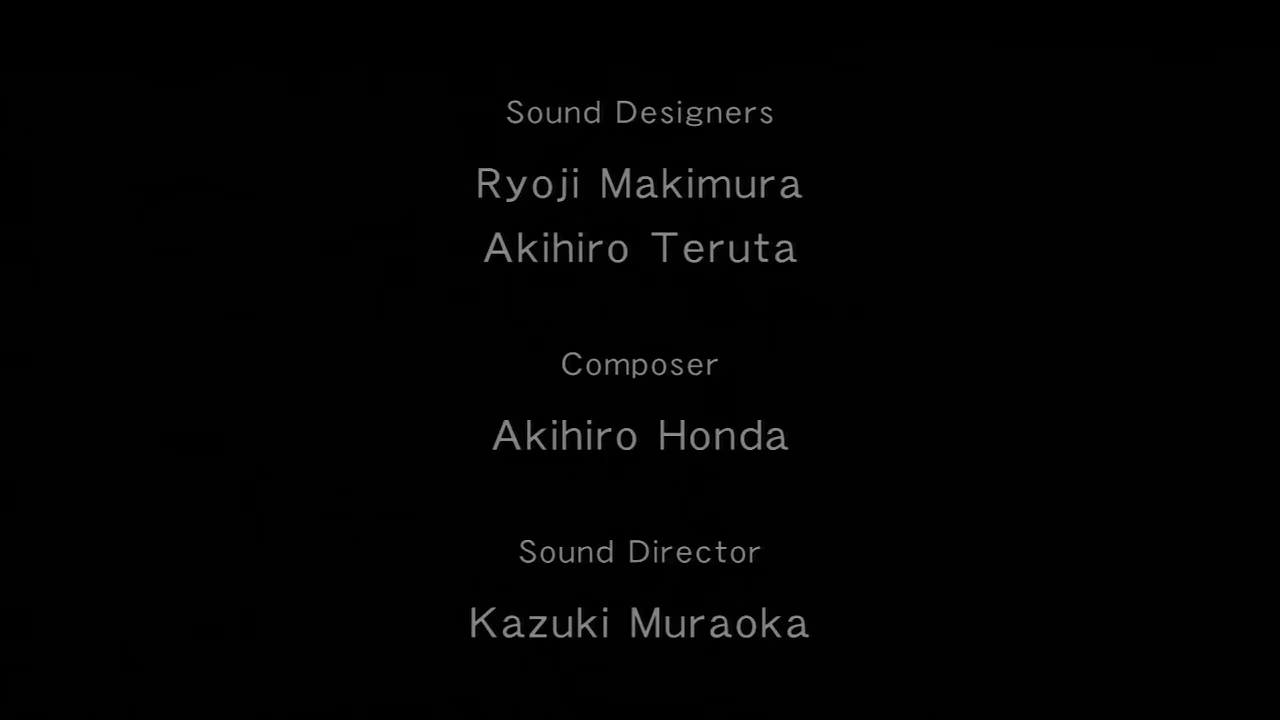 Sound Designers
Ryoji Makimura
Akihiro Teruta
Composer
Akihiro Honda
Sound Director
Kazuki Muraoka